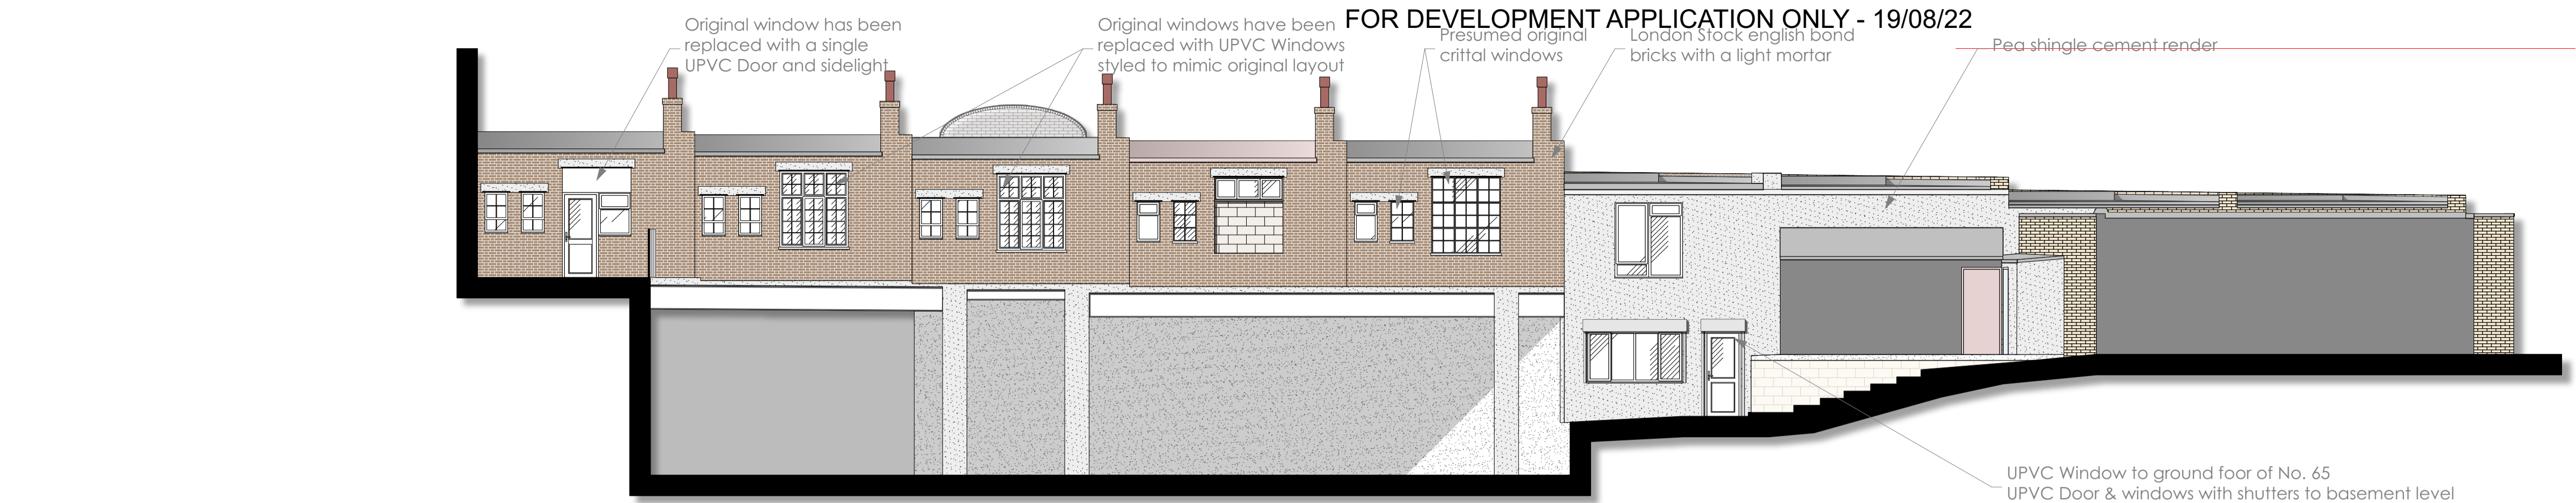 FOR DEVELOPMENT APPLICATION ONLY - 19/08/22
Original window has been
replaced with a single
UPVC Door and sidelight
Original windows have been
replaced with UPVC Windows
styled to mimic original layout
Presumed original
crittal windows
London Stock english bond
bricks with a light mortar
Pea shingle cement render
UPVC Window to ground foor of No. 65
UPVC Door & windows with shutters to basement level